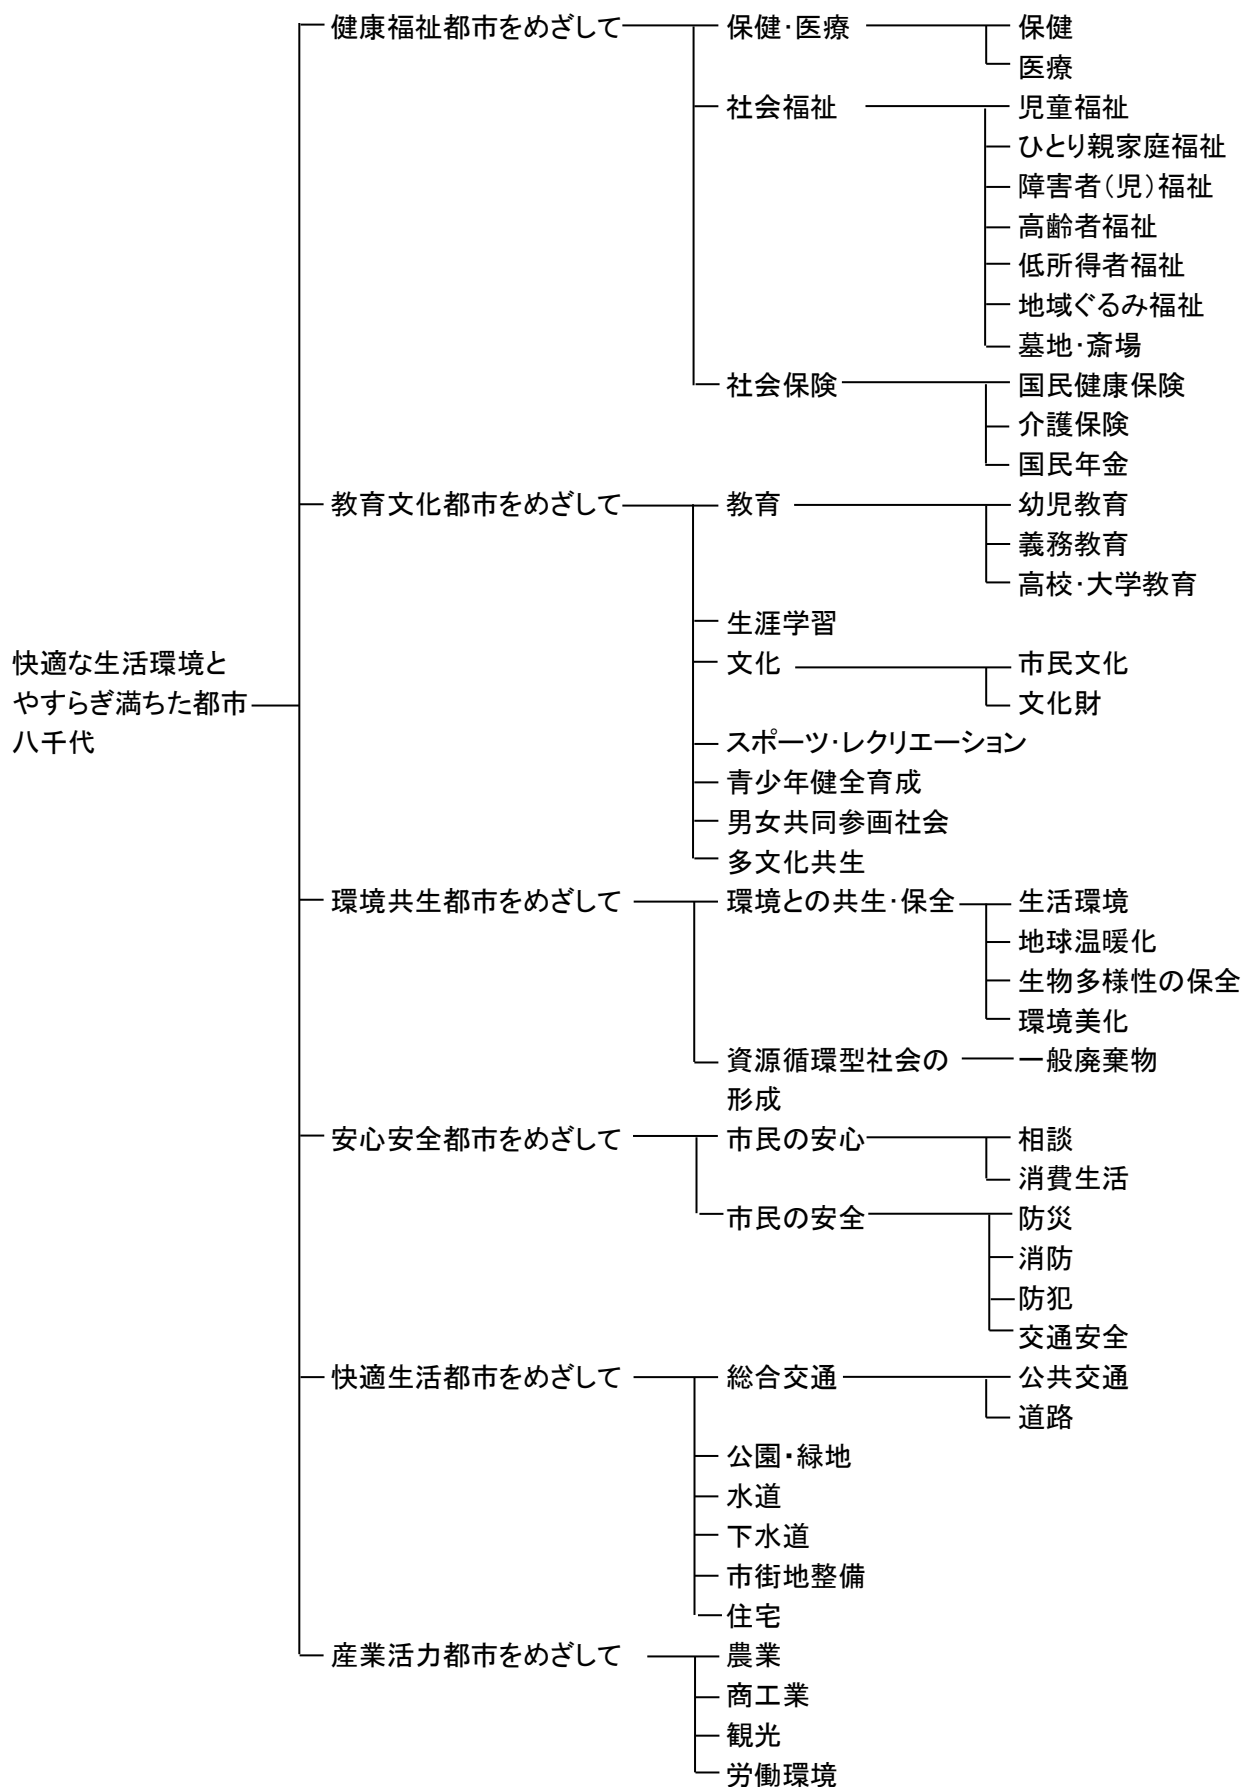 快適な生活環境と
やすらぎ満ちた都市
八千代
健康福祉都市をめざして
保健･医療
保健
医療
社会福祉
児童福祉
ひとり親家庭福祉
障害者(児)福祉
高齢者福祉
低所得者福祉
地域ぐるみ福祉
墓地･斎場
社会保険
国民健康保険
介護保険
国民年金
教育文化都市をめざして
教育
幼児教育
義務教育
高校･大学教育
生涯学習
文化
市民文化
文化財
スポーツ･レクリエーション
青少年健全育成
男女共同参画社会
多文化共生
環境共生都市をめざして
環境との共生･保全
生活環境
地球温暖化
生物多様性の保全
環境美化
資源循環型社会の
形成
一般廃棄物
安心安全都市をめざして
市民の安心
相談
消費生活
市民の安全
防災
消防
防犯
交通安全
快適生活都市をめざして
総合交通
公共交通
道路
公園・緑地
水道
下水道
市街地整備
住宅
産業活力都市をめざして
農業
商工業
観光
労働環境